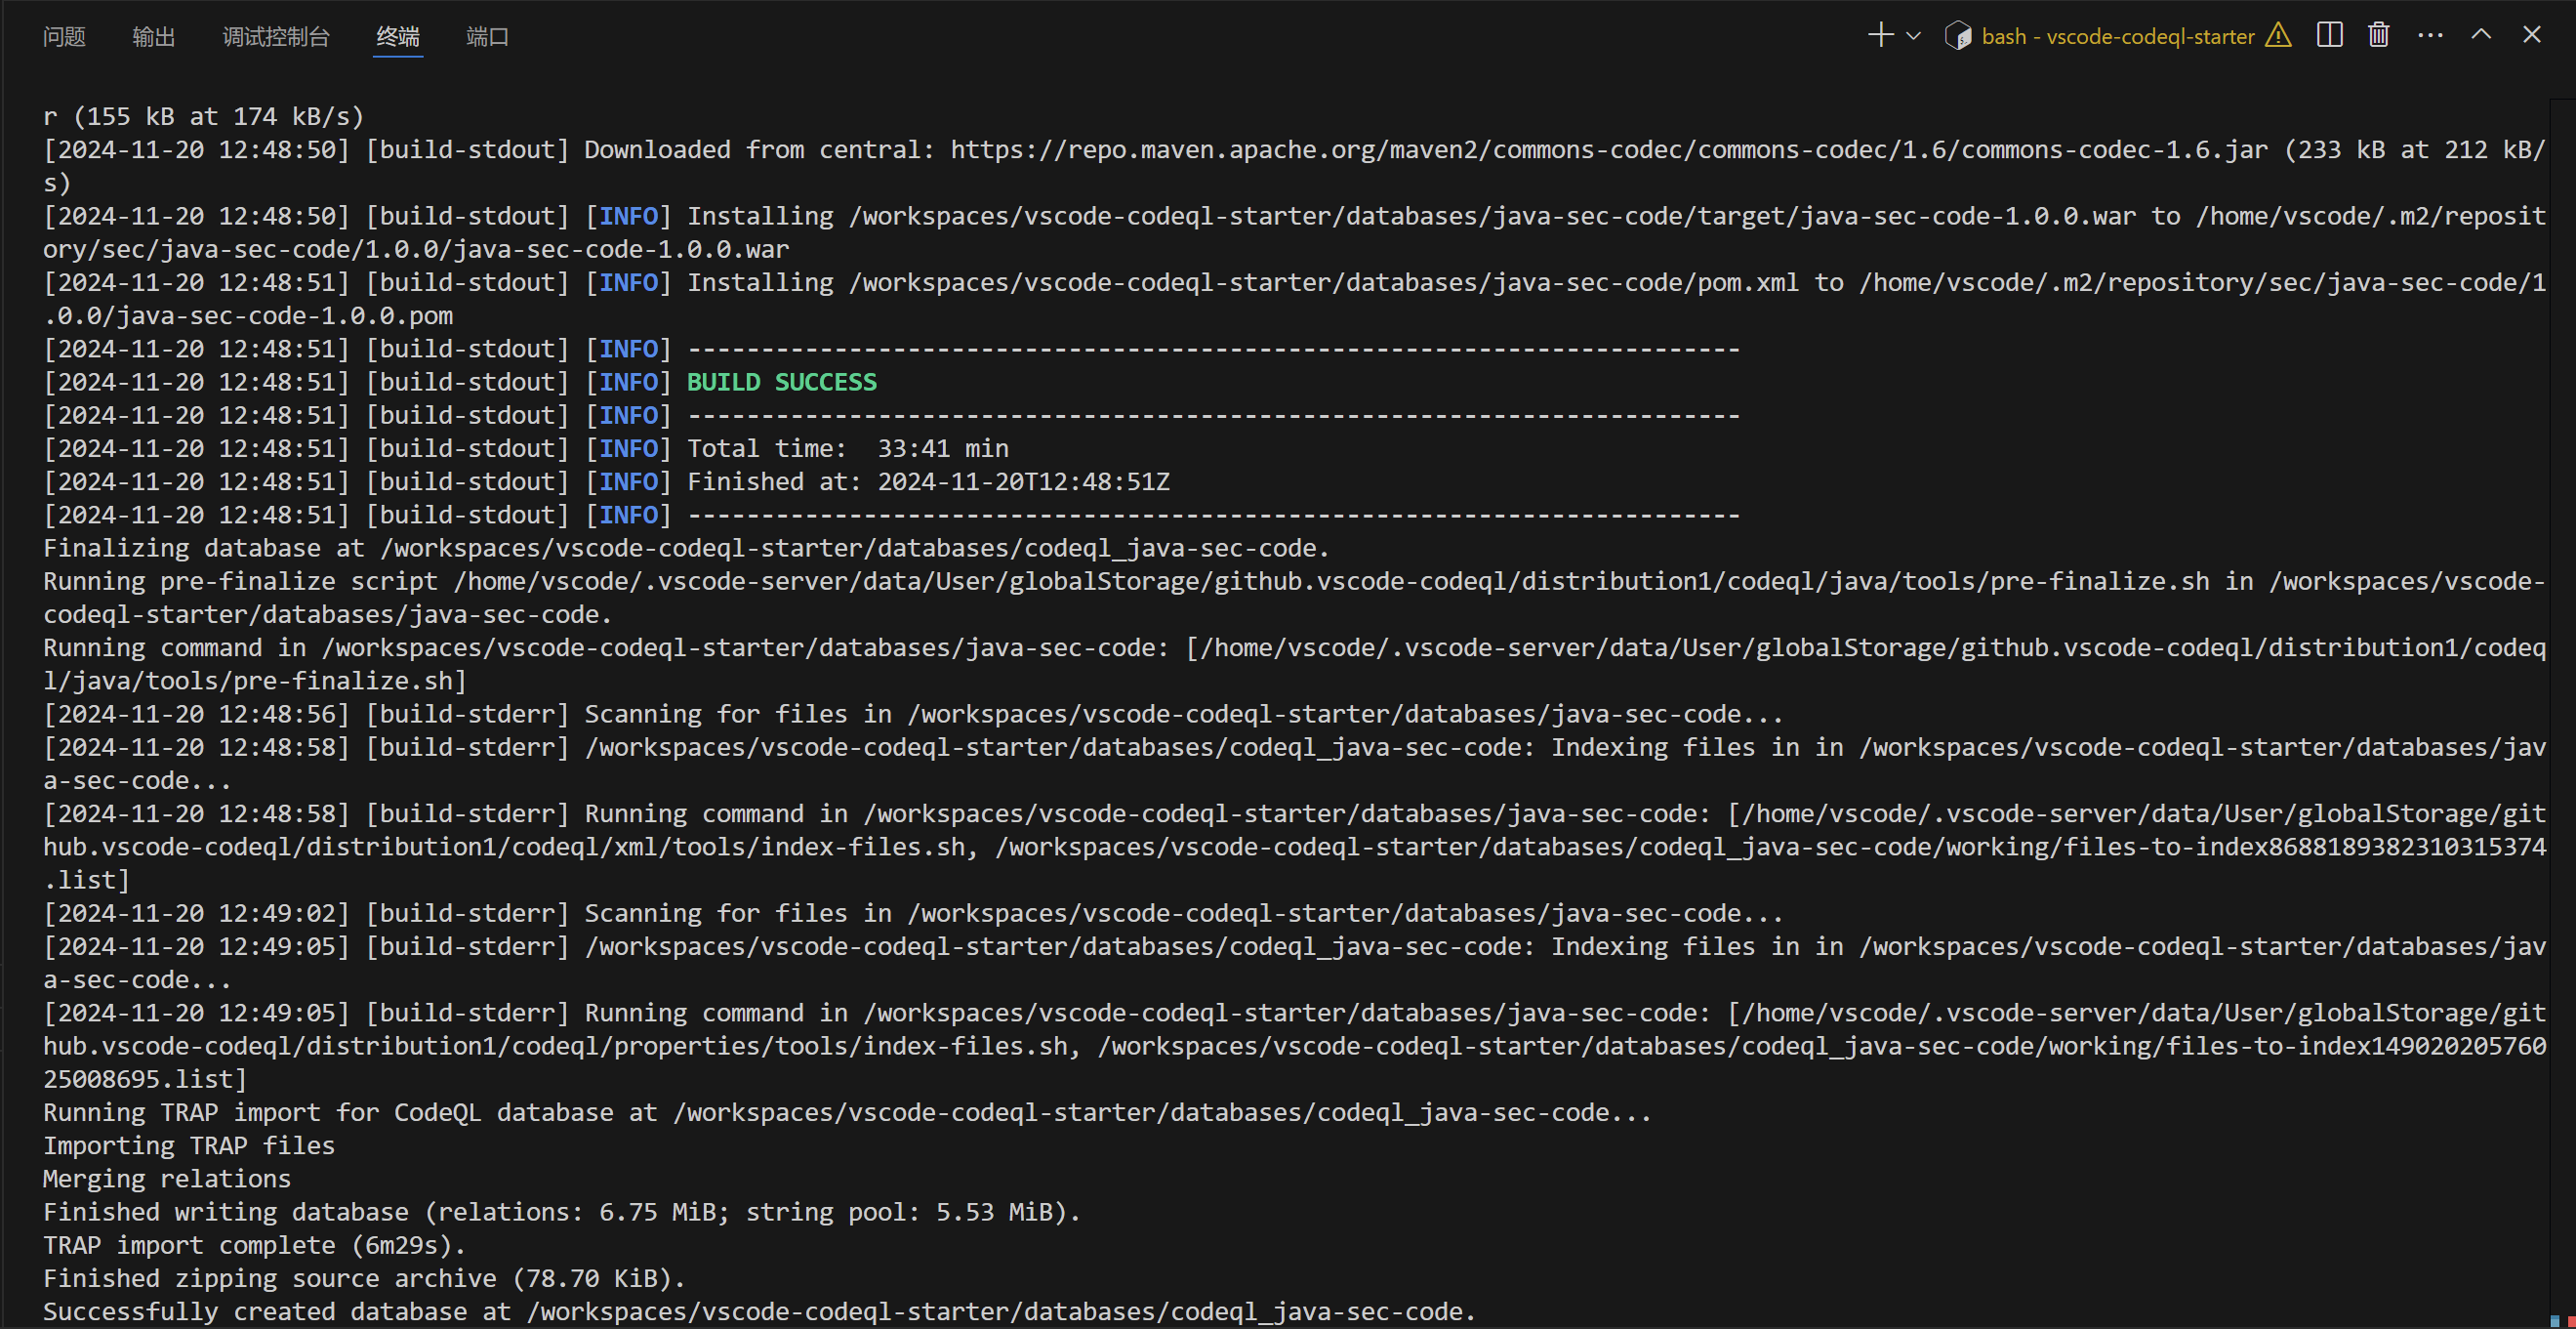 问题 输出 调试控制台 终端 端口 bash - vscode-codeql-starter
r (155 kB at 174 kB/s)
[2024-11-20 12:48:50] [build-stdout] Downloaded from central: https://repo.maven.apache.org/maven2/commons-codec/commons-codec/1.6/commons-codec-1.6.jar (233 kB at 212 kB/
s)
[2024-11-20 12:48:50] [build-stdout] [INFO] Installing /workspaces/vscode-codeql-starter/databases/java-sec-code/target/java-sec-code-1.0.0.war to /home/vscode/.m2/reposit
ory/sec/java-sec-code/1.0.0/java-sec-code-1.0.0.war
[2024-11-20 12:48:51] [build-stdout] [INFO] Installing /workspaces/vscode-codeql-starter/databases/java-sec-code/pom.xml to /home/vscode/.m2/repository/sec/java-sec-code/1
.0.0/java-sec-code-1.0.0.pom
[2024-11-20 12:48:51] [build-stdout] [INFO] ------------------------------------------------------------------------
[2024-11-20 12:48:51] [build-stdout] [INFO] BUILD SUCCESS
[2024-11-20 12:48:51] [build-stdout] [INFO] ------------------------------------------------------------------------
[2024-11-20 12:48:51] [build-stdout] [INFO] Total time:  33:41 min
[2024-11-20 12:48:51] [build-stdout] [INFO] Finished at: 2024-11-20T12:48:51Z
[2024-11-20 12:48:51] [build-stdout] [INFO] ------------------------------------------------------------------------
Finalizing database at /workspaces/vscode-codeql-starter/databases/codeql_java-sec-code.
Running pre-finalize script /home/vscode/.vscode-server/data/User/globalStorage/github.vscode-codeql/distribution1/codeql/java/tools/pre-finalize.sh in /workspaces/vscode-
codeql-starter/databases/java-sec-code.
Running command in /workspaces/vscode-codeql-starter/databases/java-sec-code: [/home/vscode/.vscode-server/data/User/globalStorage/github.vscode-codeql/distribution1/codeq
l/java/tools/pre-finalize.sh]
[2024-11-20 12:48:56] [build-stderr] Scanning for files in /workspaces/vscode-codeql-starter/databases/java-sec-code...
[2024-11-20 12:48:58] [build-stderr] /workspaces/vscode-codeql-starter/databases/codeql_java-sec-code: Indexing files in in /workspaces/vscode-codeql-starter/databases/jav
a-sec-code...
[2024-11-20 12:48:58] [build-stderr] Running command in /workspaces/vscode-codeql-starter/databases/java-sec-code: [/home/vscode/.vscode-server/data/User/globalStorage/git
hub.vscode-codeql/distribution1/codeql/xml/tools/index-files.sh, /workspaces/vscode-codeql-starter/databases/codeql_java-sec-code/working/files-to-index8688189382310315374
.list]
[2024-11-20 12:49:02] [build-stderr] Scanning for files in /workspaces/vscode-codeql-starter/databases/java-sec-code...
[2024-11-20 12:49:05] [build-stderr] /workspaces/vscode-codeql-starter/databases/codeql_java-sec-code: Indexing files in in /workspaces/vscode-codeql-starter/databases/jav
a-sec-code...
[2024-11-20 12:49:05] [build-stderr] Running command in /workspaces/vscode-codeql-starter/databases/java-sec-code: [/home/vscode/.vscode-server/data/User/globalStorage/git
hub.vscode-codeql/distribution1/codeql/properties/tools/index-files.sh, /workspaces/vscode-codeql-starter/databases/codeql_java-sec-code/working/files-to-index149020205760
25008695.list]
Running TRAP import for CodeQL database at /workspaces/vscode-codeql-starter/databases/codeql_java-sec-code...
Importing TRAP files
Merging relations
Finished writing database (relations: 6.75 MiB; string pool: 5.53 MiB).
TRAP import complete (6m29s).
Finished zipping source archive (78.70 KiB).
Successfully created database at /workspaces/vscode-codeql-starter/databases/codeql_java-sec-code.